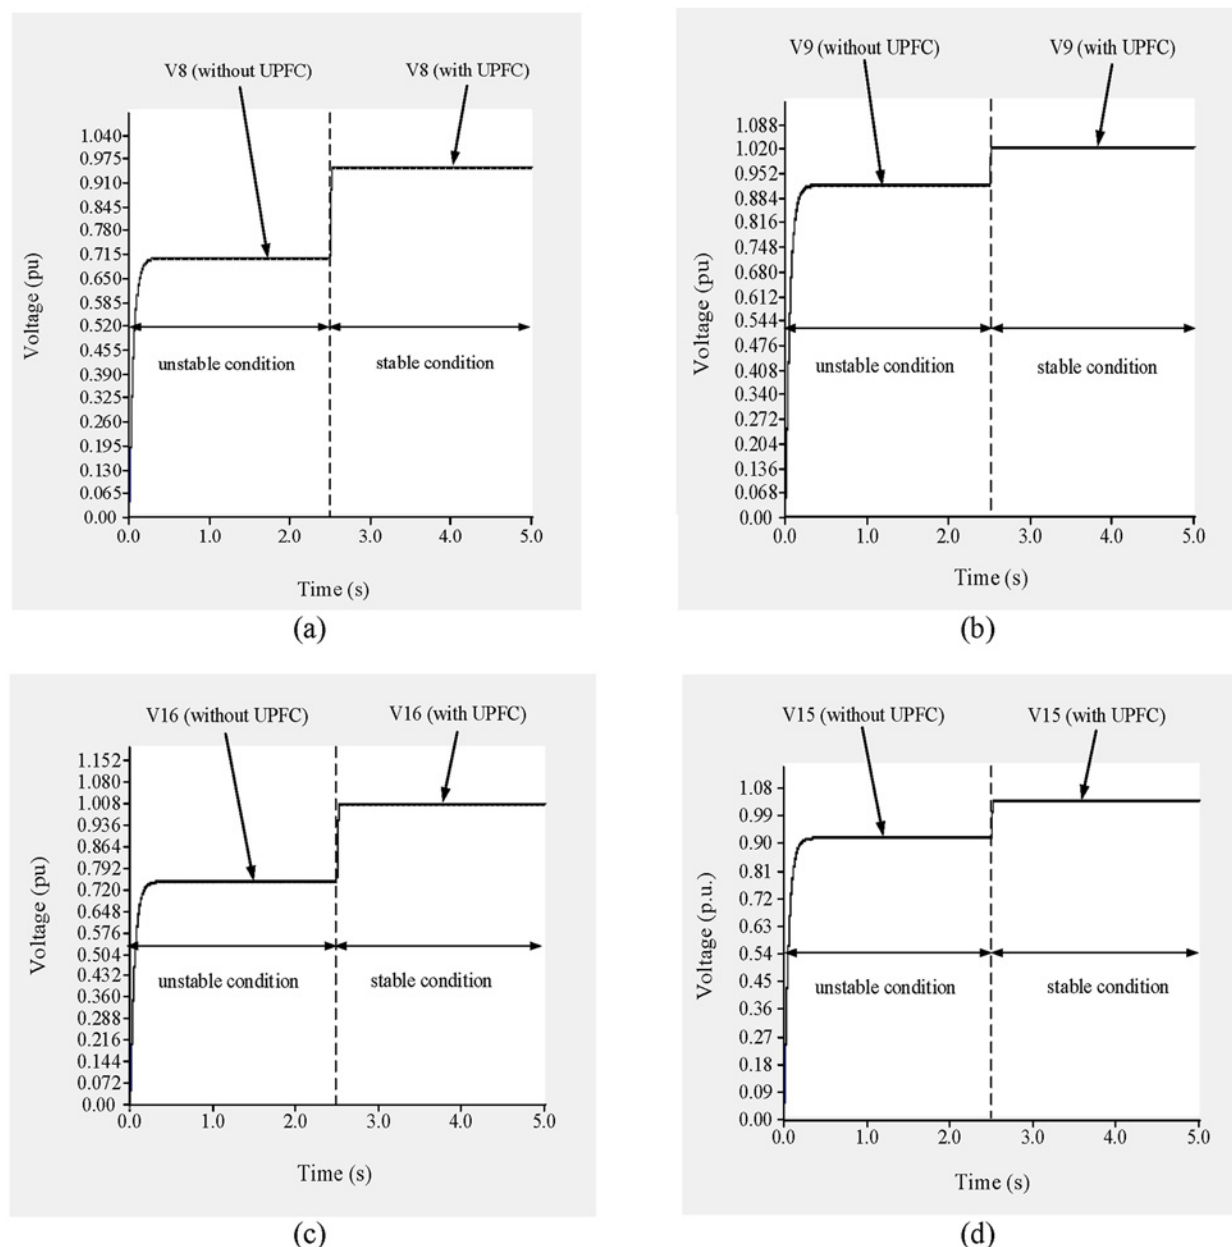 V8 (without UPFC)
V8 (with UPFC)
1.040
0.975
0.910
0.845
0.780
0.715
0.650
0.585
0.520
0.455
0.390
0.325
0.260
0.195
0.130
0.065
0.00
Voltage (pu)
unstable condition
stable condition
0.0 1.0 2.0 3.0 4.0 5.0
Time (s)
(a)
V9 (without UPFC)
V9 (with UPFC)
1.088
1.020
0.952
0.884
0.816
0.748
0.680
0.612
0.544
0.476
0.408
0.340
0.272
0.204
0.136
0.068
0.00
Voltage (pu)
unstable condition
stable condition
0.0 1.0 2.0 3.0 4.0 5.0
Time (s)
(b)
V16 (without UPFC)
V16 (with UPFC)
1.152
1.080
1.008
0.936
0.864
0.792
0.720
0.648
0.576
0.504
0.432
0.360
0.288
0.216
0.144
0.072
0.00
Voltage (pu)
unstable condition
stable condition
0.0 1.0 2.0 3.0 4.0 5.0
Time (s)
(c)
V15 (without UPFC)
V15 (with UPFC)
1.08
0.99
0.90
0.81
0.72
0.63
0.54
0.45
0.36
0.27
0.18
0.09
0.00
Voltage (p.u.)
unstable condition
stable condition
0.0 1.0 2.0 3.0 4.0 5.0
Time (s)
(d)